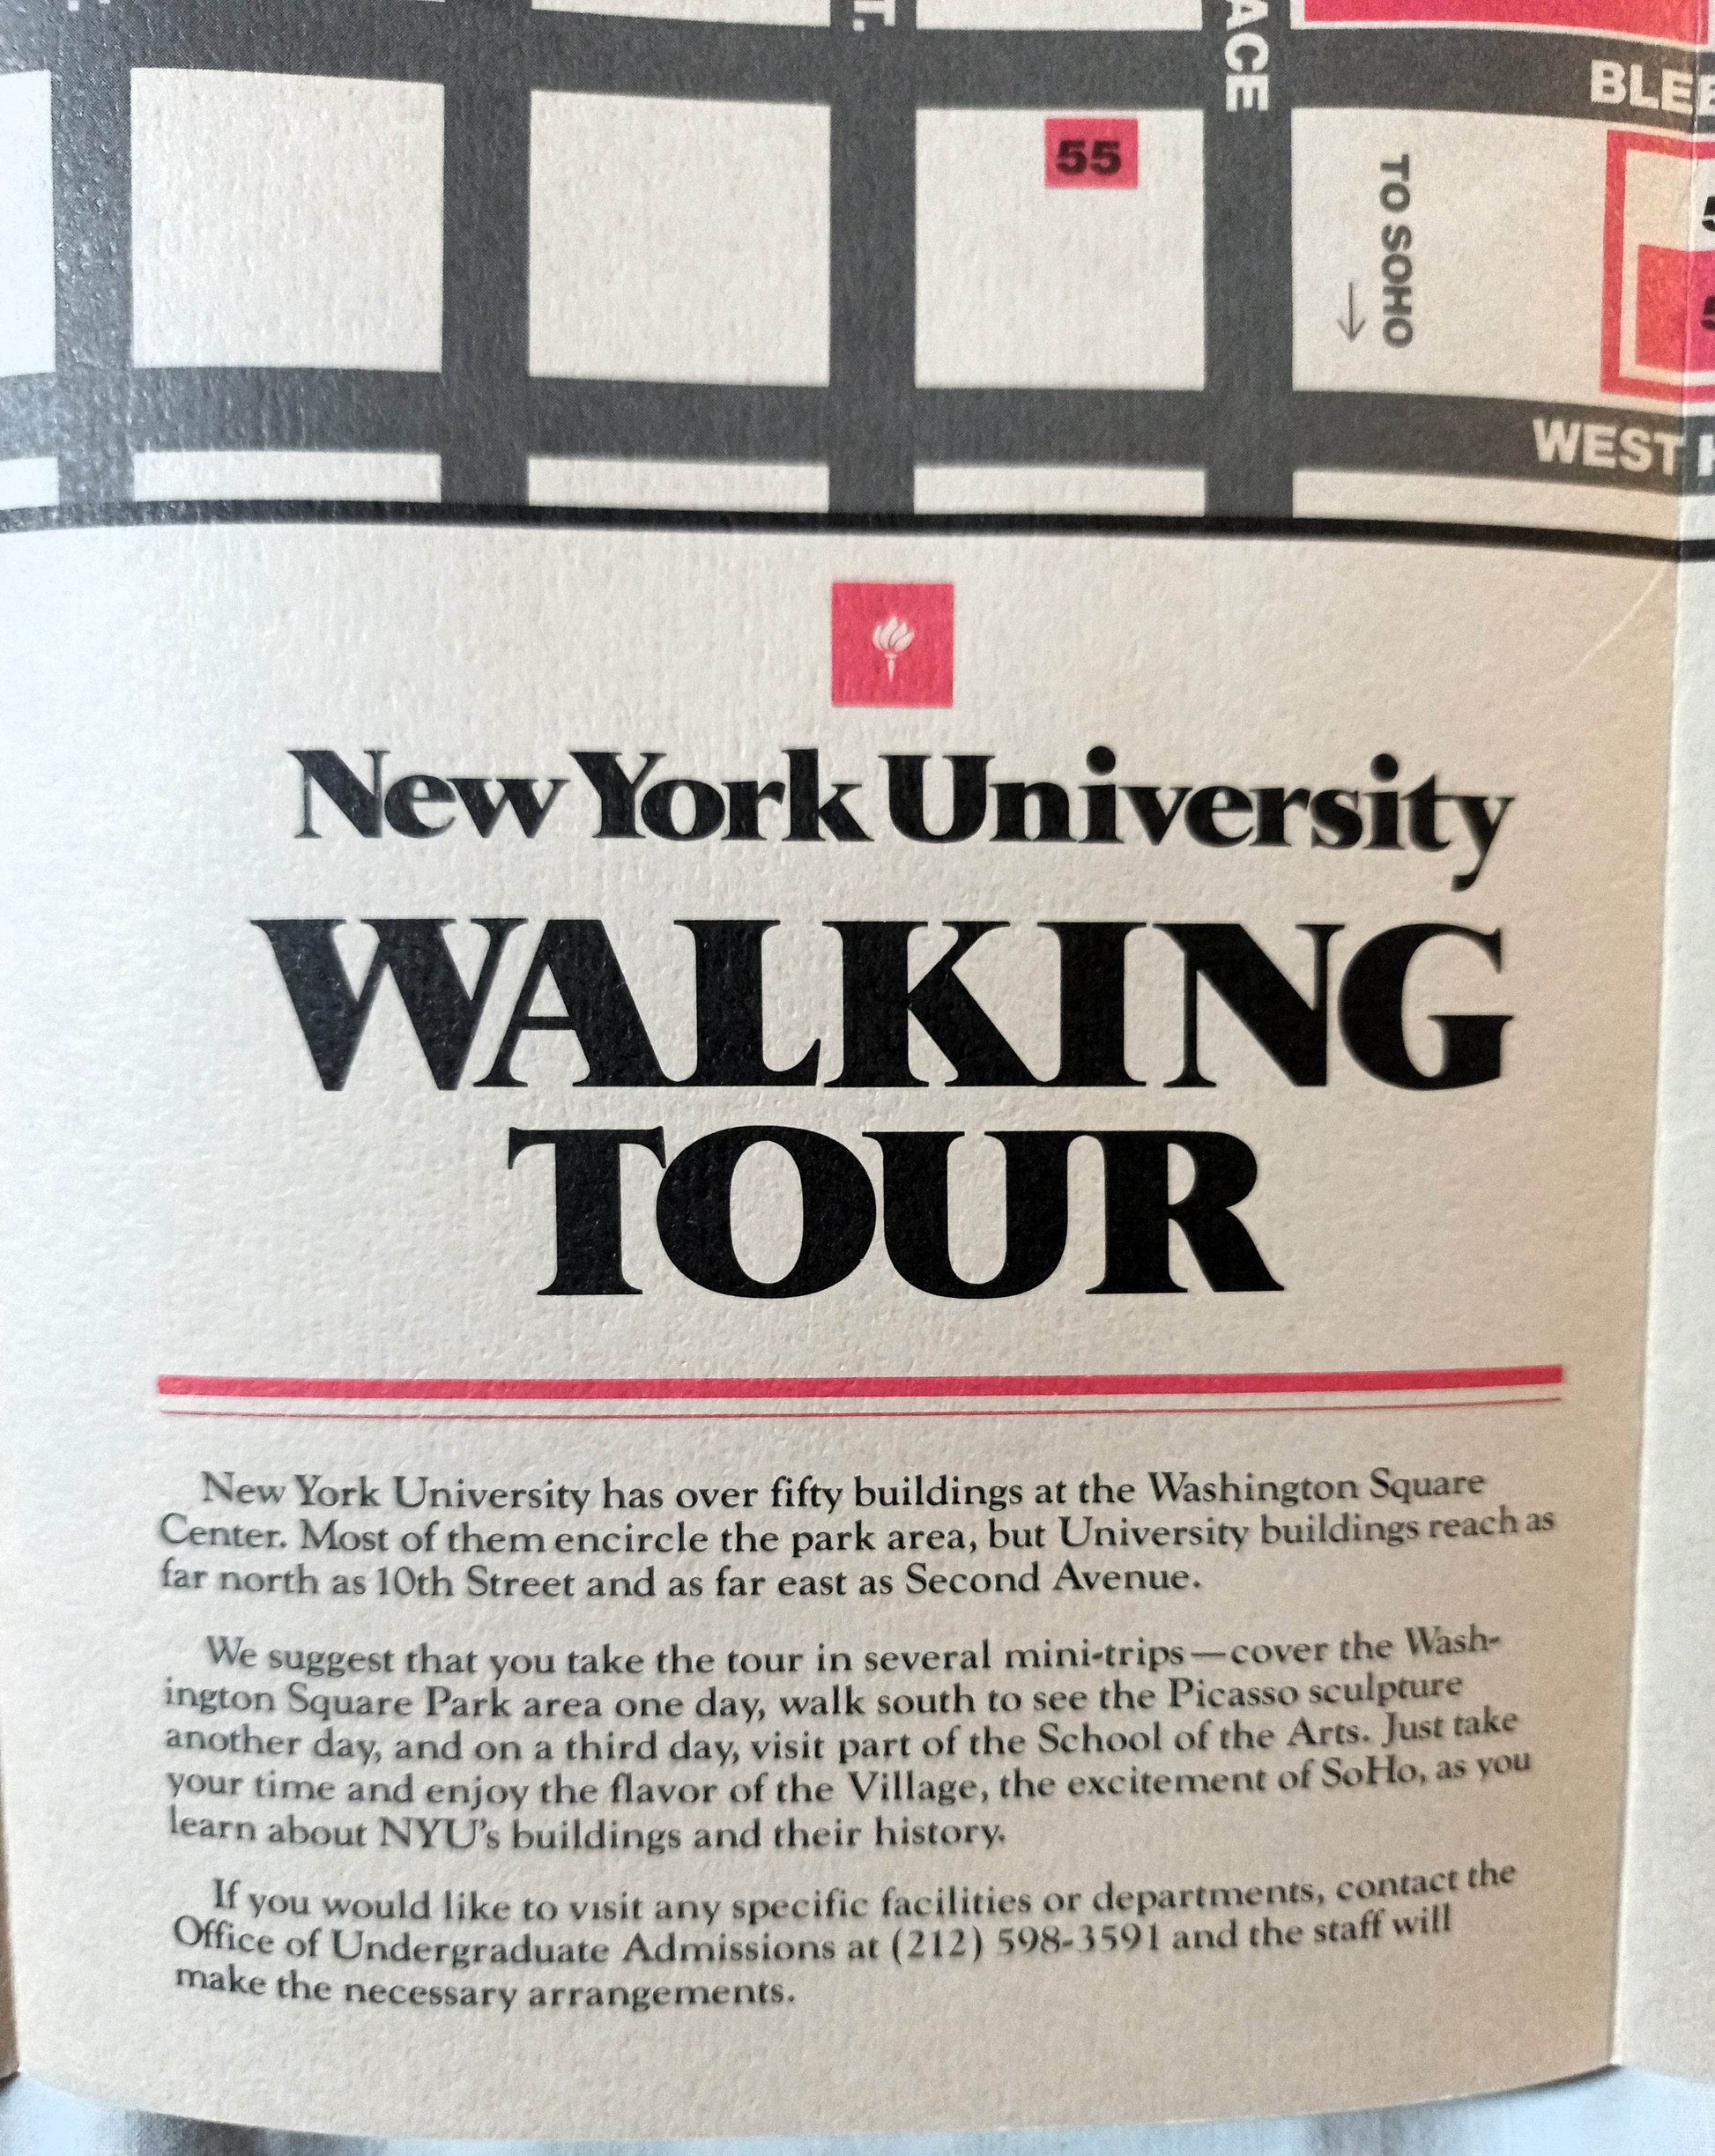 ACE
BLEE
55
TO SOHO
WEST H
New York University
WALKING
TOUR
New York University has over fifty buildings at the Washington Square
Center. Most of them encircle the park area, but University buildings reach as
far north as 10th Street and as far east as Second Avenue.
We suggest that you take the tour in several mini-trips—cover the Wash-
ington Square Park area one day, walk south to see the Picasso sculpture
another day, and on a third day, visit part of the School of the Arts. Just take
your time and enjoy the flavor of the Village, the excitement of SoHo, as you
learn about NYU's buildings and their history.
If you would like to visit any specific facilities or departments, contact the
Office of Undergraduate Admissions at (212) 598-3591 and the staff will
make the necessary arrangements.